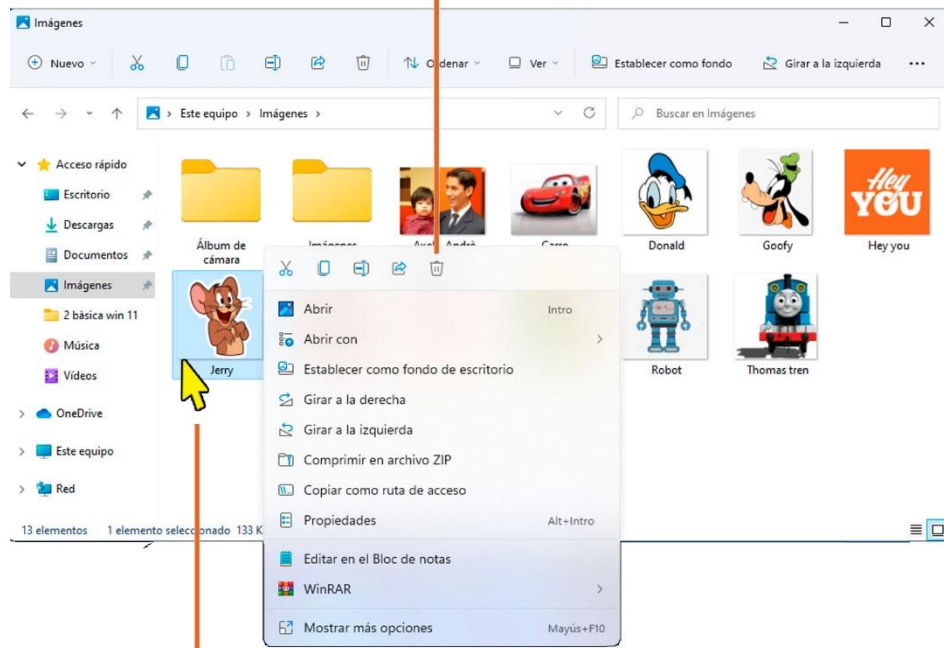 Imágenes
Nuevo
Ordenar
Ver
Establecer como fondo
Girar a la izquierda
Este equipo > Imágenes >
Buscar en Imágenes
Acceso rápido
Escritorio
Descargas
Documentos
Imágenes
2 bàsica win 11
Música
Vídeos
OneDrive
Este equipo
Red
Álbum de
cámara
Imágenes
Carro
Donald
Goofy
Hey you
Hey
YOU
Jerry
Robot
Thomas tren
Abrir Intro
Abrir con
Establecer como fondo de escritorio
Girar a la derecha
Girar a la izquierda
Comprimir en archivo ZIP
Copiar como ruta de acceso
Propiedades Alt+Intro
Editar en el Bloc de notas
WinRAR
Mostrar más opciones Mayús+F10
13 elementos 1 elemento seleccionado 133 K